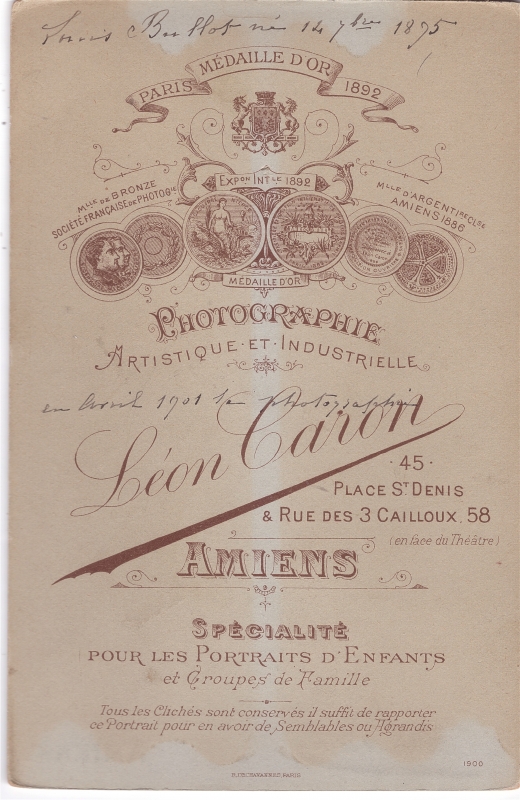 Louis Bullot né 14 7bre 1895
MÉDAILLE D'OR
PARIS 1892
EXPON INTLE 1892
MLLE DE BRONZE
SOCIÉTÉ FRANÇAISE DE PHOTOGIE
MLLE D'ARGENT 1RE CLSE
AMIENS 1886
MÉDAILLE D'OR
PHOTOGRAPHIE
ARTISTIQUE·ET·INDUSTRIELLE
en avril 1901 la photographie
Léon Caron
·45·
PLACE ST DENIS
& RUE DES 3 CAILLOUX. 58
(en face du Théâtre)
AMIENS
SPÉCIALITÉ
POUR LES PORTRAITS D'ENFANTS
et Groupes de Famille
Tous les Clichés sont conservés il suffit de rapporter
ce Portrait pour en avoir de Semblables ou Agrandis
1900
PARIS